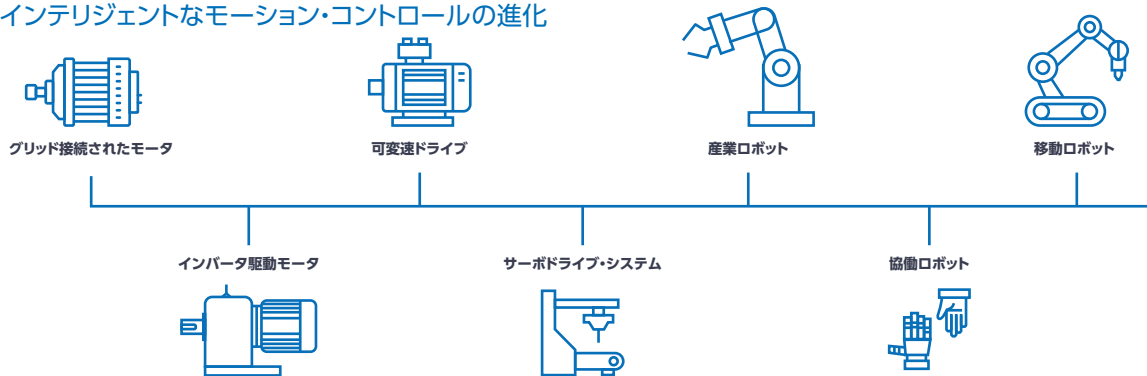 インテリジェントなモーション・コントロールの進化
グリッド接続されたモータ
可変速ドライブ
産業ロボット
移動ロボット
インバータ駆動モータ
サーボドライブ・システム
協働ロボット